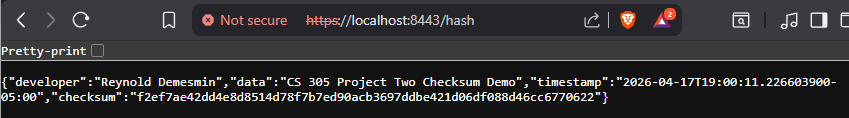 Not secure https://localhost:8443/hash 2
Pretty-print
{"developer":"Reynold Demesmin","data":"CS 305 Project Two Checksum Demo","timestamp":"2026-04-17T19:00:11.226603900-
05:00","checksum":"f2ef7ae42dd4e8d8514d78f7b7ed90acb3697ddbe421d06df088d46cc6770622"}